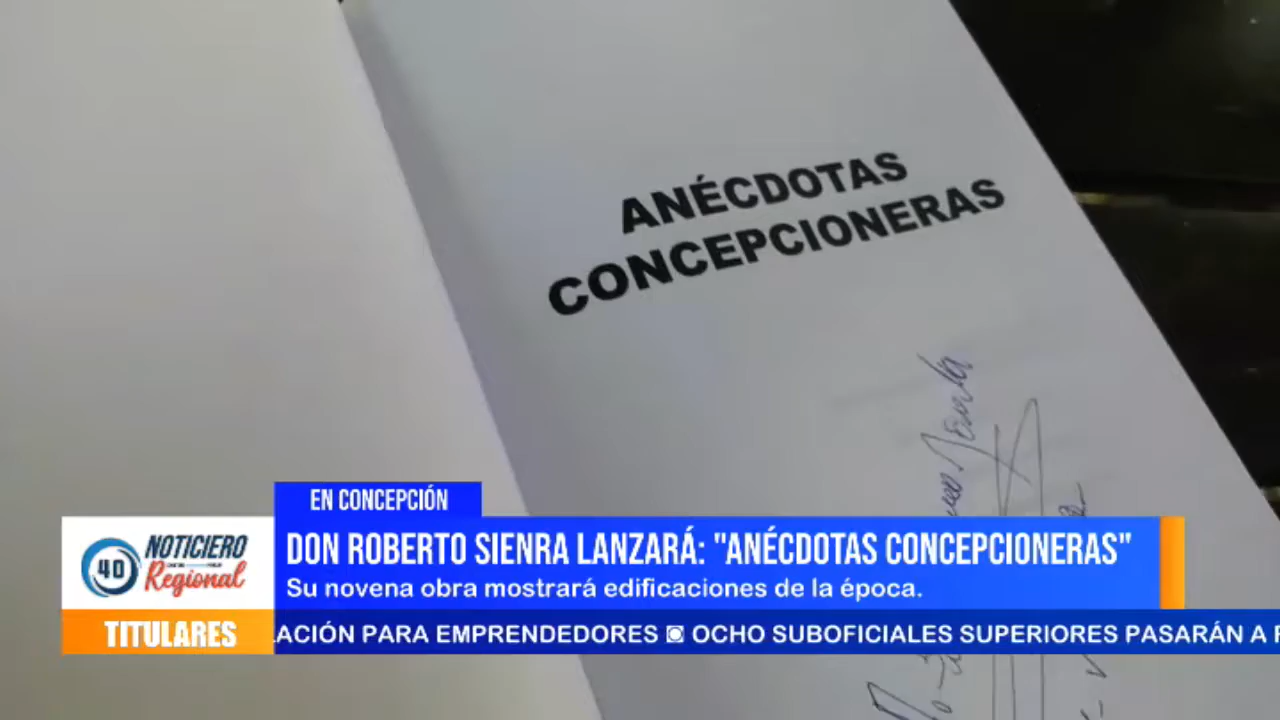 ANÉCDOTAS
CONCEPCIONERAS
EN CONCEPCIÓN
DON ROBERTO SIENRA LANZARÁ: "ANÉCDOTAS CONCEPCIONERAS"
Su novena obra mostrará edificaciones de la época.
40
NOTICIERO
Regional
TITULARES
LACIÓN PARA EMPRENDEDORES ◙ OCHO SUBOFICIALES SUPERIORES PASARÁN A